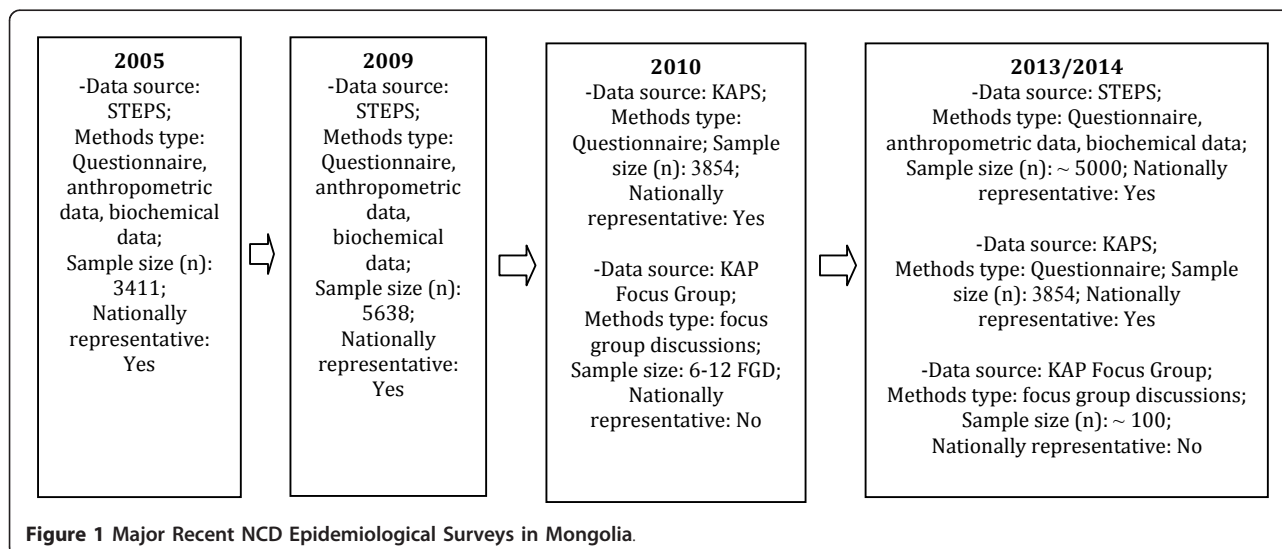 2005
-Data source:
STEPS;
Methods type:
Questionnaire,
anthropometric
data, biochemical
data;
Sample size (n):
3411;
Nationally
representative:
Yes
2009
-Data source:
STEPS;
Methods type:
Questionnaire,
anthropometric
data,
biochemical
data;
Sample size (n):
5638;
Nationally
representative:
Yes
2010
-Data source: KAPS;
Methods type:
Questionnaire; Sample
size (n): 3854;
Nationally
representative: Yes
-Data source: KAP
Focus Group;
Methods type: focus
group discussions;
Sample size: 6-12 FGD;
Nationally
representative: No
2013/2014
-Data source: STEPS;
Methods type: Questionnaire,
anthropometric data, biochemical data;
Sample size (n): ~ 5000; Nationally
representative: Yes
-Data source: KAPS;
Methods type: Questionnaire; Sample
size (n): 3854; Nationally
representative: Yes
-Data source: KAP Focus Group;
Methods type: focus group discussions;
Sample size (n): ~ 100;
Nationally representative: No
Figure 1 Major Recent NCD Epidemiological Surveys in Mongolia.